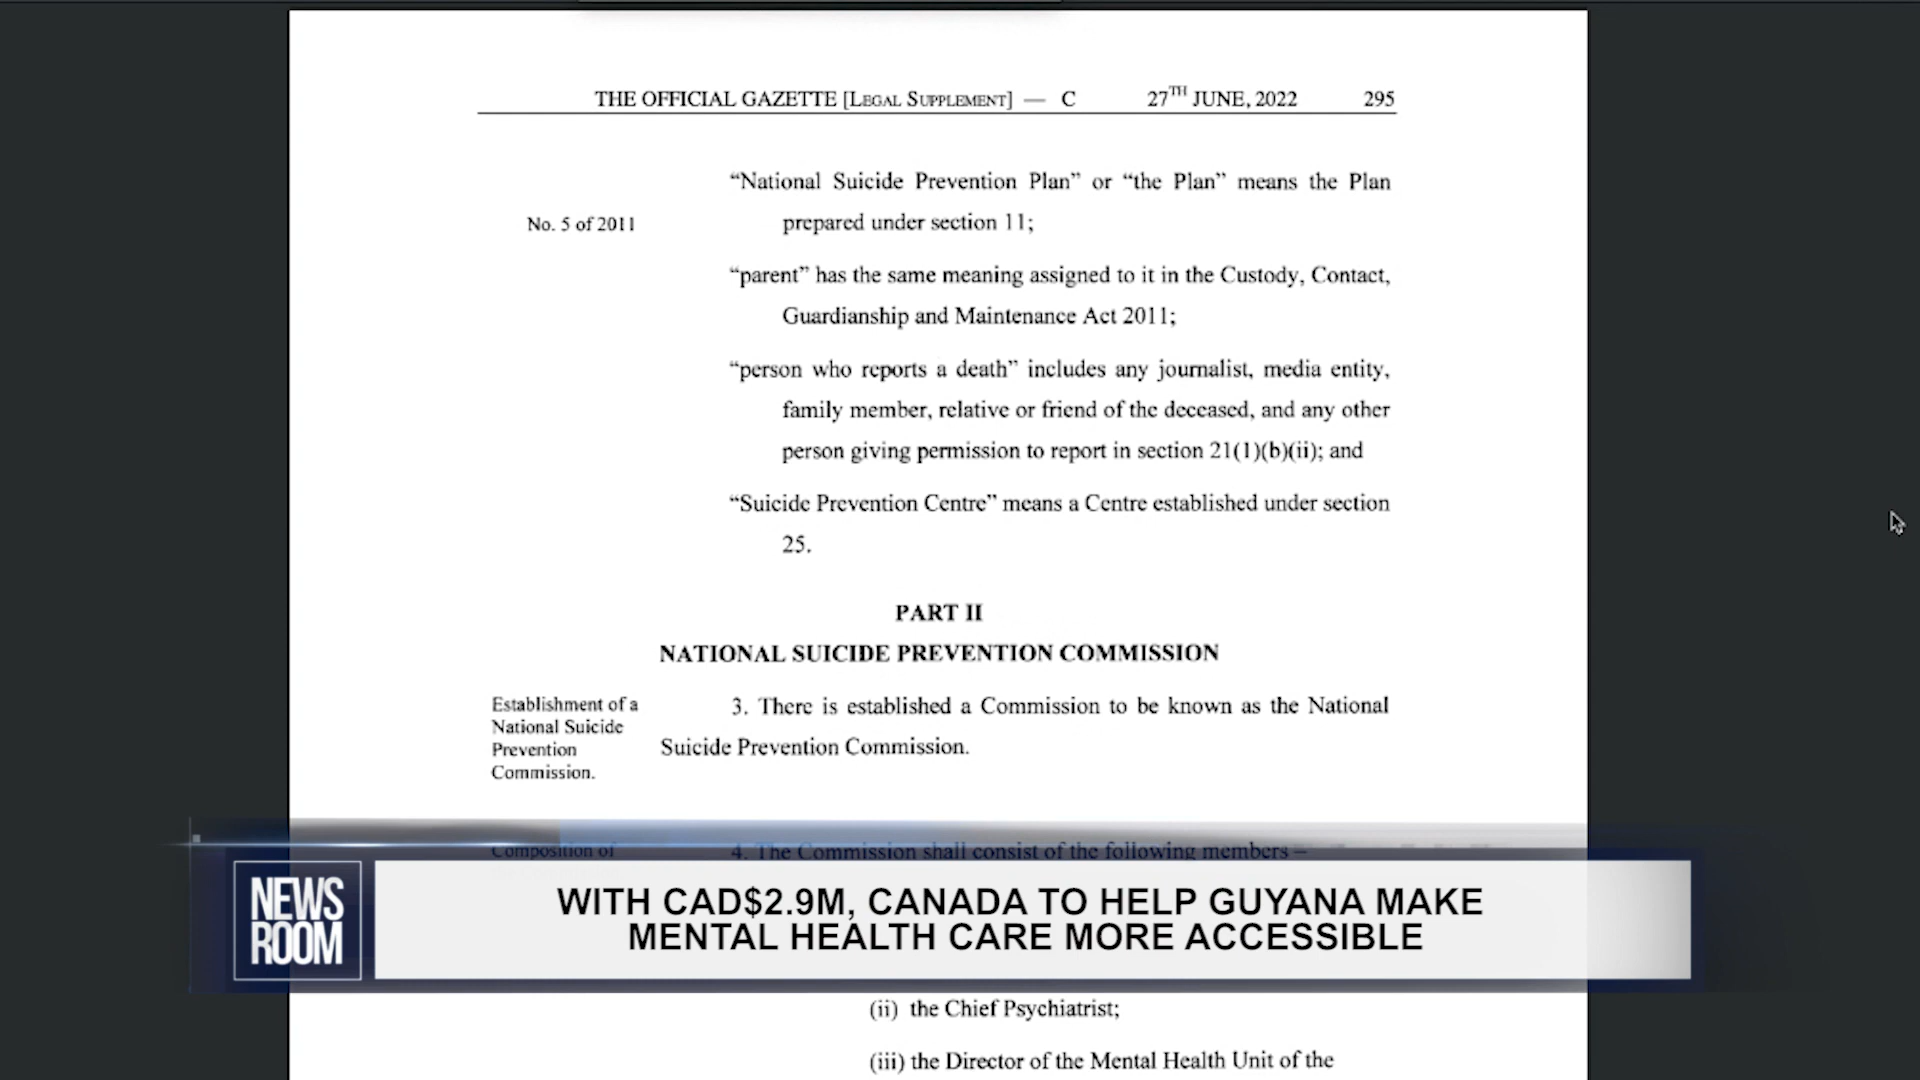 THE OFFICIAL GAZETTE [LEGAL SUPPLEMENT] — C 27TH JUNE, 2022 295
“National Suicide Prevention Plan” or “the Plan” means the Plan
No. 5 of 2011
prepared under section 11;
“parent” has the same meaning assigned to it in the Custody, Contact,
Guardianship and Maintenance Act 2011;
“person who reports a death” includes any journalist, media entity,
family member, relative or friend of the deceased, and any other
person giving permission to report in section 21(1)(b)(ii); and
“Suicide Prevention Centre” means a Centre established under section
25.
PART II
NATIONAL SUICIDE PREVENTION COMMISSION
Establishment of a
National Suicide
Prevention
Commission.
3. There is established a Commission to be known as the National
Suicide Prevention Commission.
Composition of
4. The Commission shall consist of the following members –
NEWS
ROOM
WITH CAD$2.9M, CANADA TO HELP GUYANA MAKE
MENTAL HEALTH CARE MORE ACCESSIBLE
(ii) the Chief Psychiatrist;
(iii) the Director of the Mental Health Unit of the